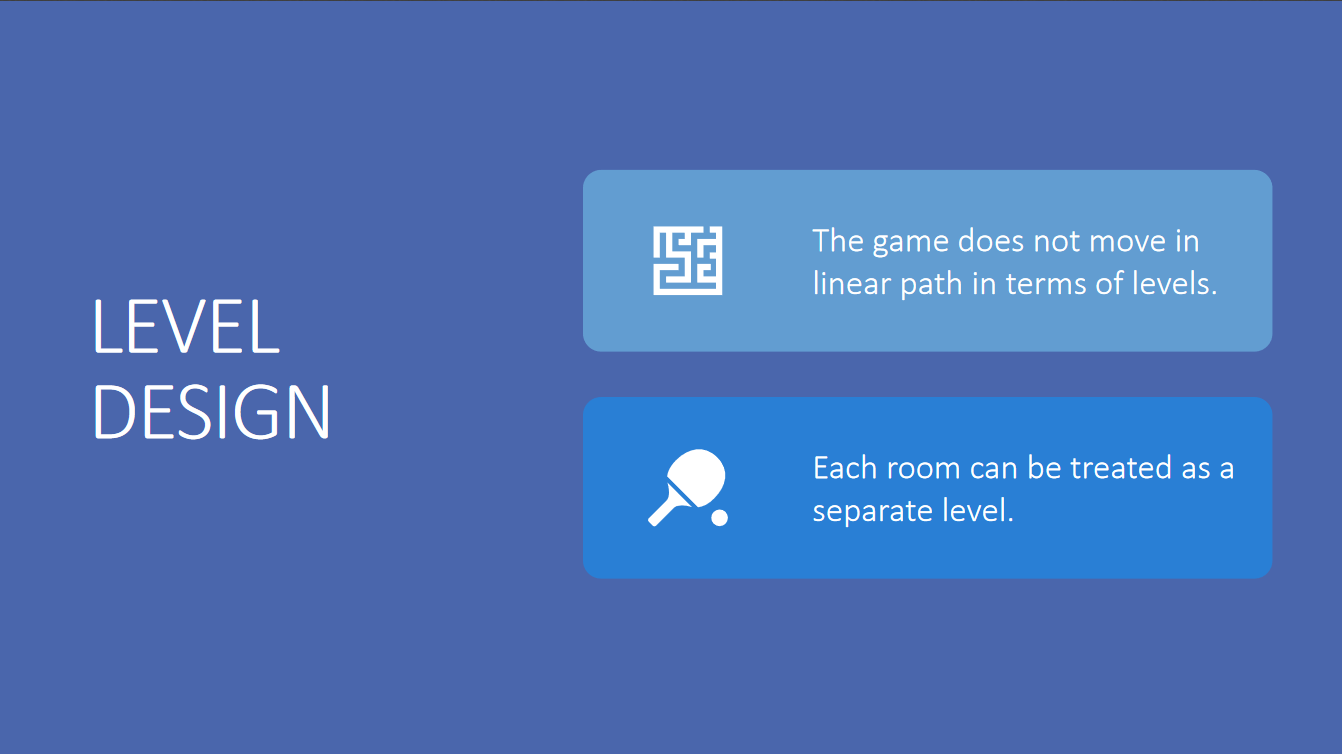 LEVEL
DESIGN
The game does not move in
linear path in terms of levels.
Each room can be treated as a
separate level.